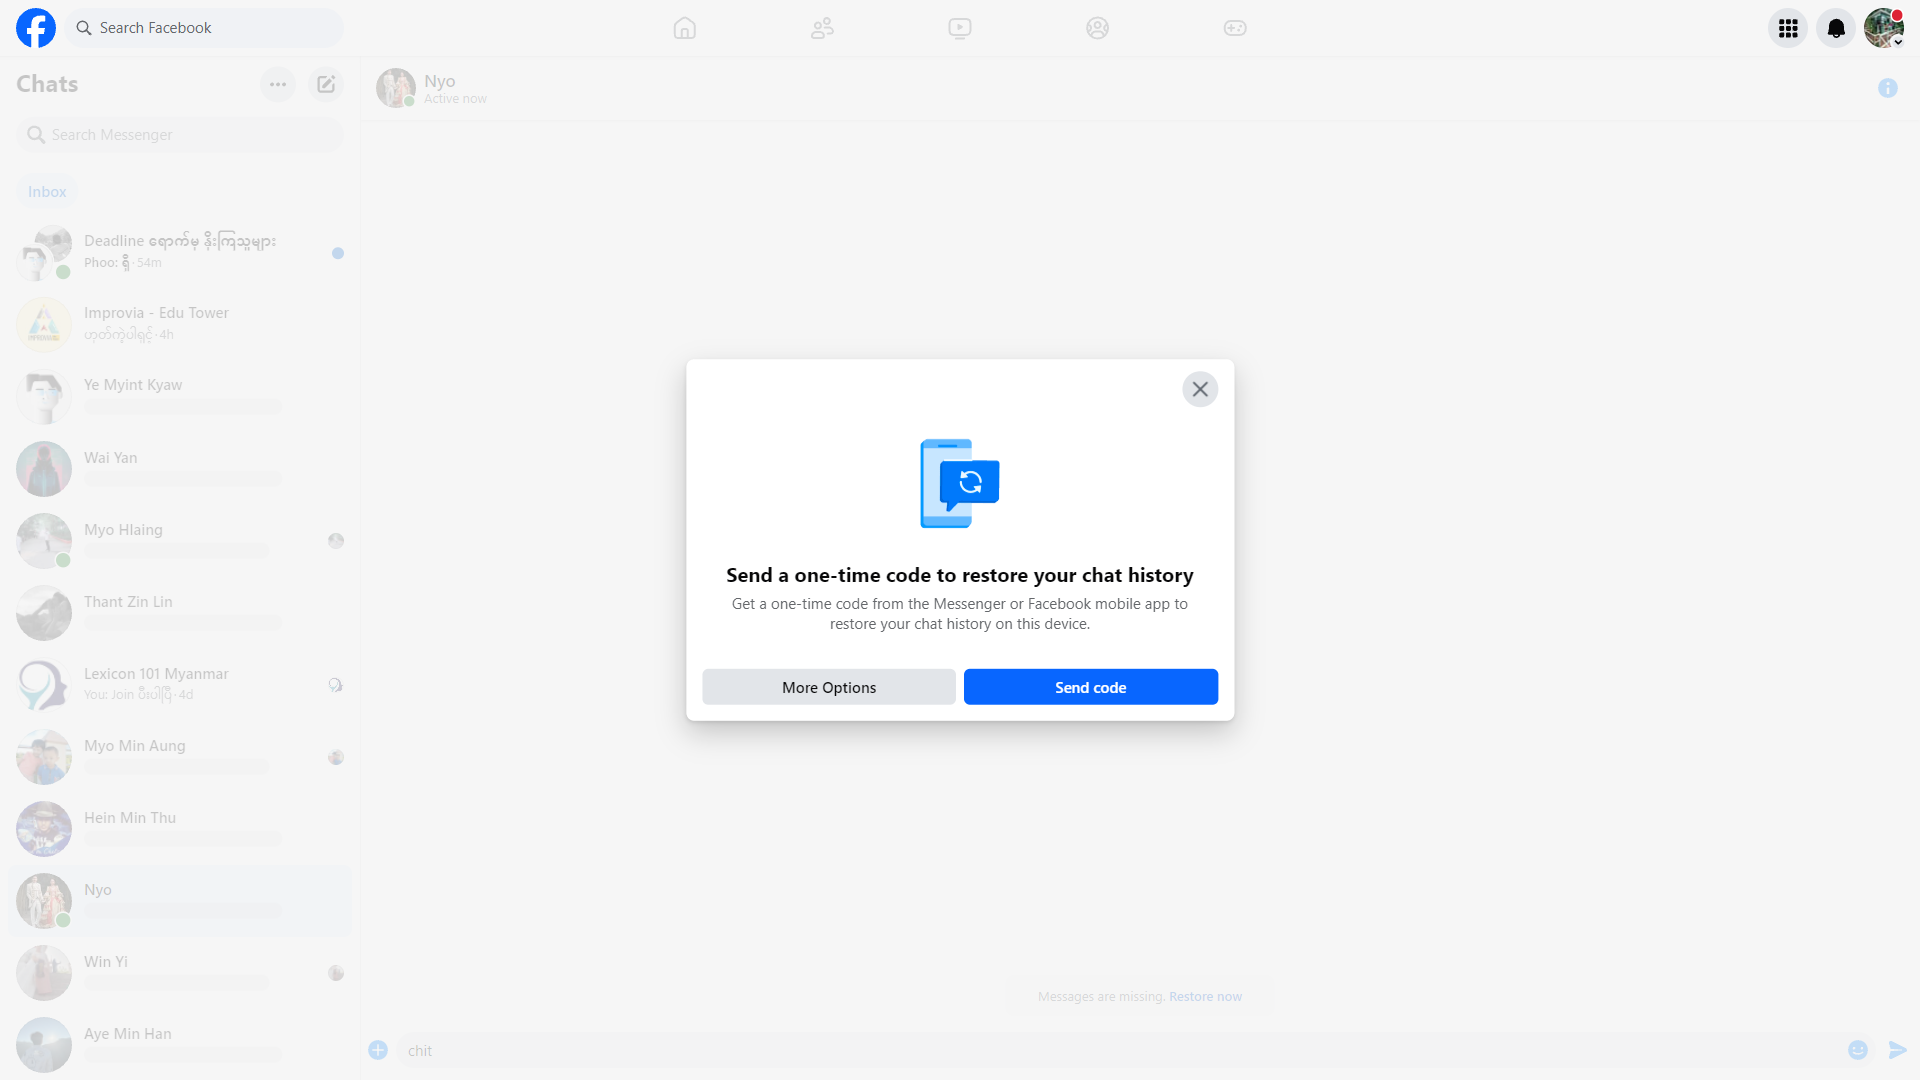 Search Facebook
Chats
Search Messenger
Inbox
Deadline ရောက်မှ နိုးကြသူများ
Phoo: ရှိ · 54m
Improvia - Edu Tower
ဟုတ်ကဲ့ပါရှင့် · 4h
Ye Myint Kyaw
Wai Yan
Myo Hlaing
Thant Zin Lin
Lexicon 101 Myanmar
You: Join ပီးပါပြီ · 4d
Myo Min Aung
Hein Min Thu
Nyo
Win Yi
Aye Min Han
Nyo
Active now
Send a one-time code to restore your chat history
Get a one-time code from the Messenger or Facebook mobile app to
restore your chat history on this device.
More Options
Send code
Messages are missing. Restore now
chit